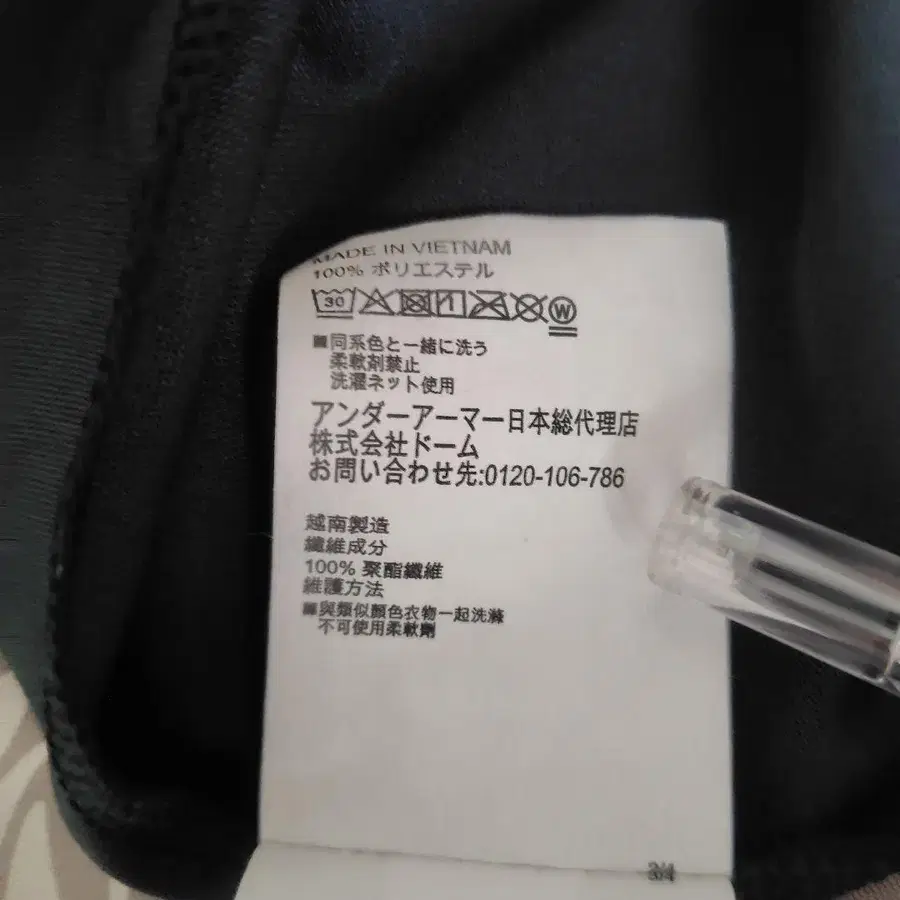 MADE IN VIETNAM
100% ポリエステル
30 W
■同系色と一緒に洗う
柔軟剤禁止
洗濯ネット使用
アンダーアーマー日本総代理店
株式会社ドーム
お問い合わせ先:0120-106-786
越南製造
纖維成分
100% 聚酯纖維
維護方法
■與類似顏色衣物一起洗滌
不可使用柔軟劑
3/4